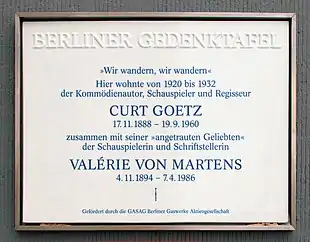 BERLINER GEDENKTAFEL
»Wir wandern, wir wandern«
Hier wohnte von 1920 bis 1932
der Kommödienautor, Schauspieler und Regisseur
CURT GOETZ
17.11.1888 – 19.9.1960
zusammen mit seiner »angetrauten Geliebten«
der Schauspielerin und Schriftstellerin
VALÉRIE VON MARTENS
4.11.1894 – 7.4.1986
Gefördert durch die GASAG Berliner Gaswerke Aktiengesellschaft